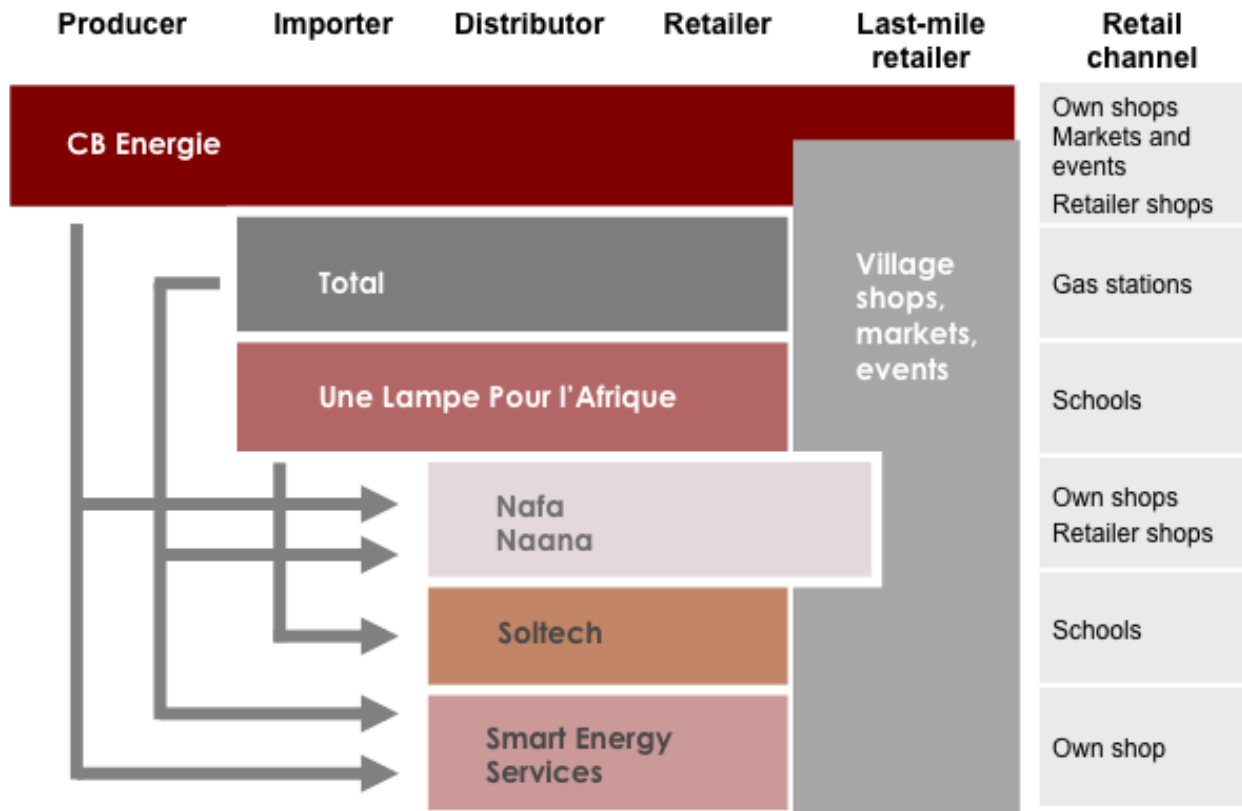 Producer
Importer
Distributor
Retailer
Last-mile
retailer
Retail
channel
CB Energie
Own shops
Markets and
events
Retailer shops
Total
Village
shops,
markets,
events
Gas stations
Une Lampe Pour l'Afrique
Schools
Nafa
Naana
Own shops
Retailer shops
Soltech
Schools
Smart Energy
Services
Own shop